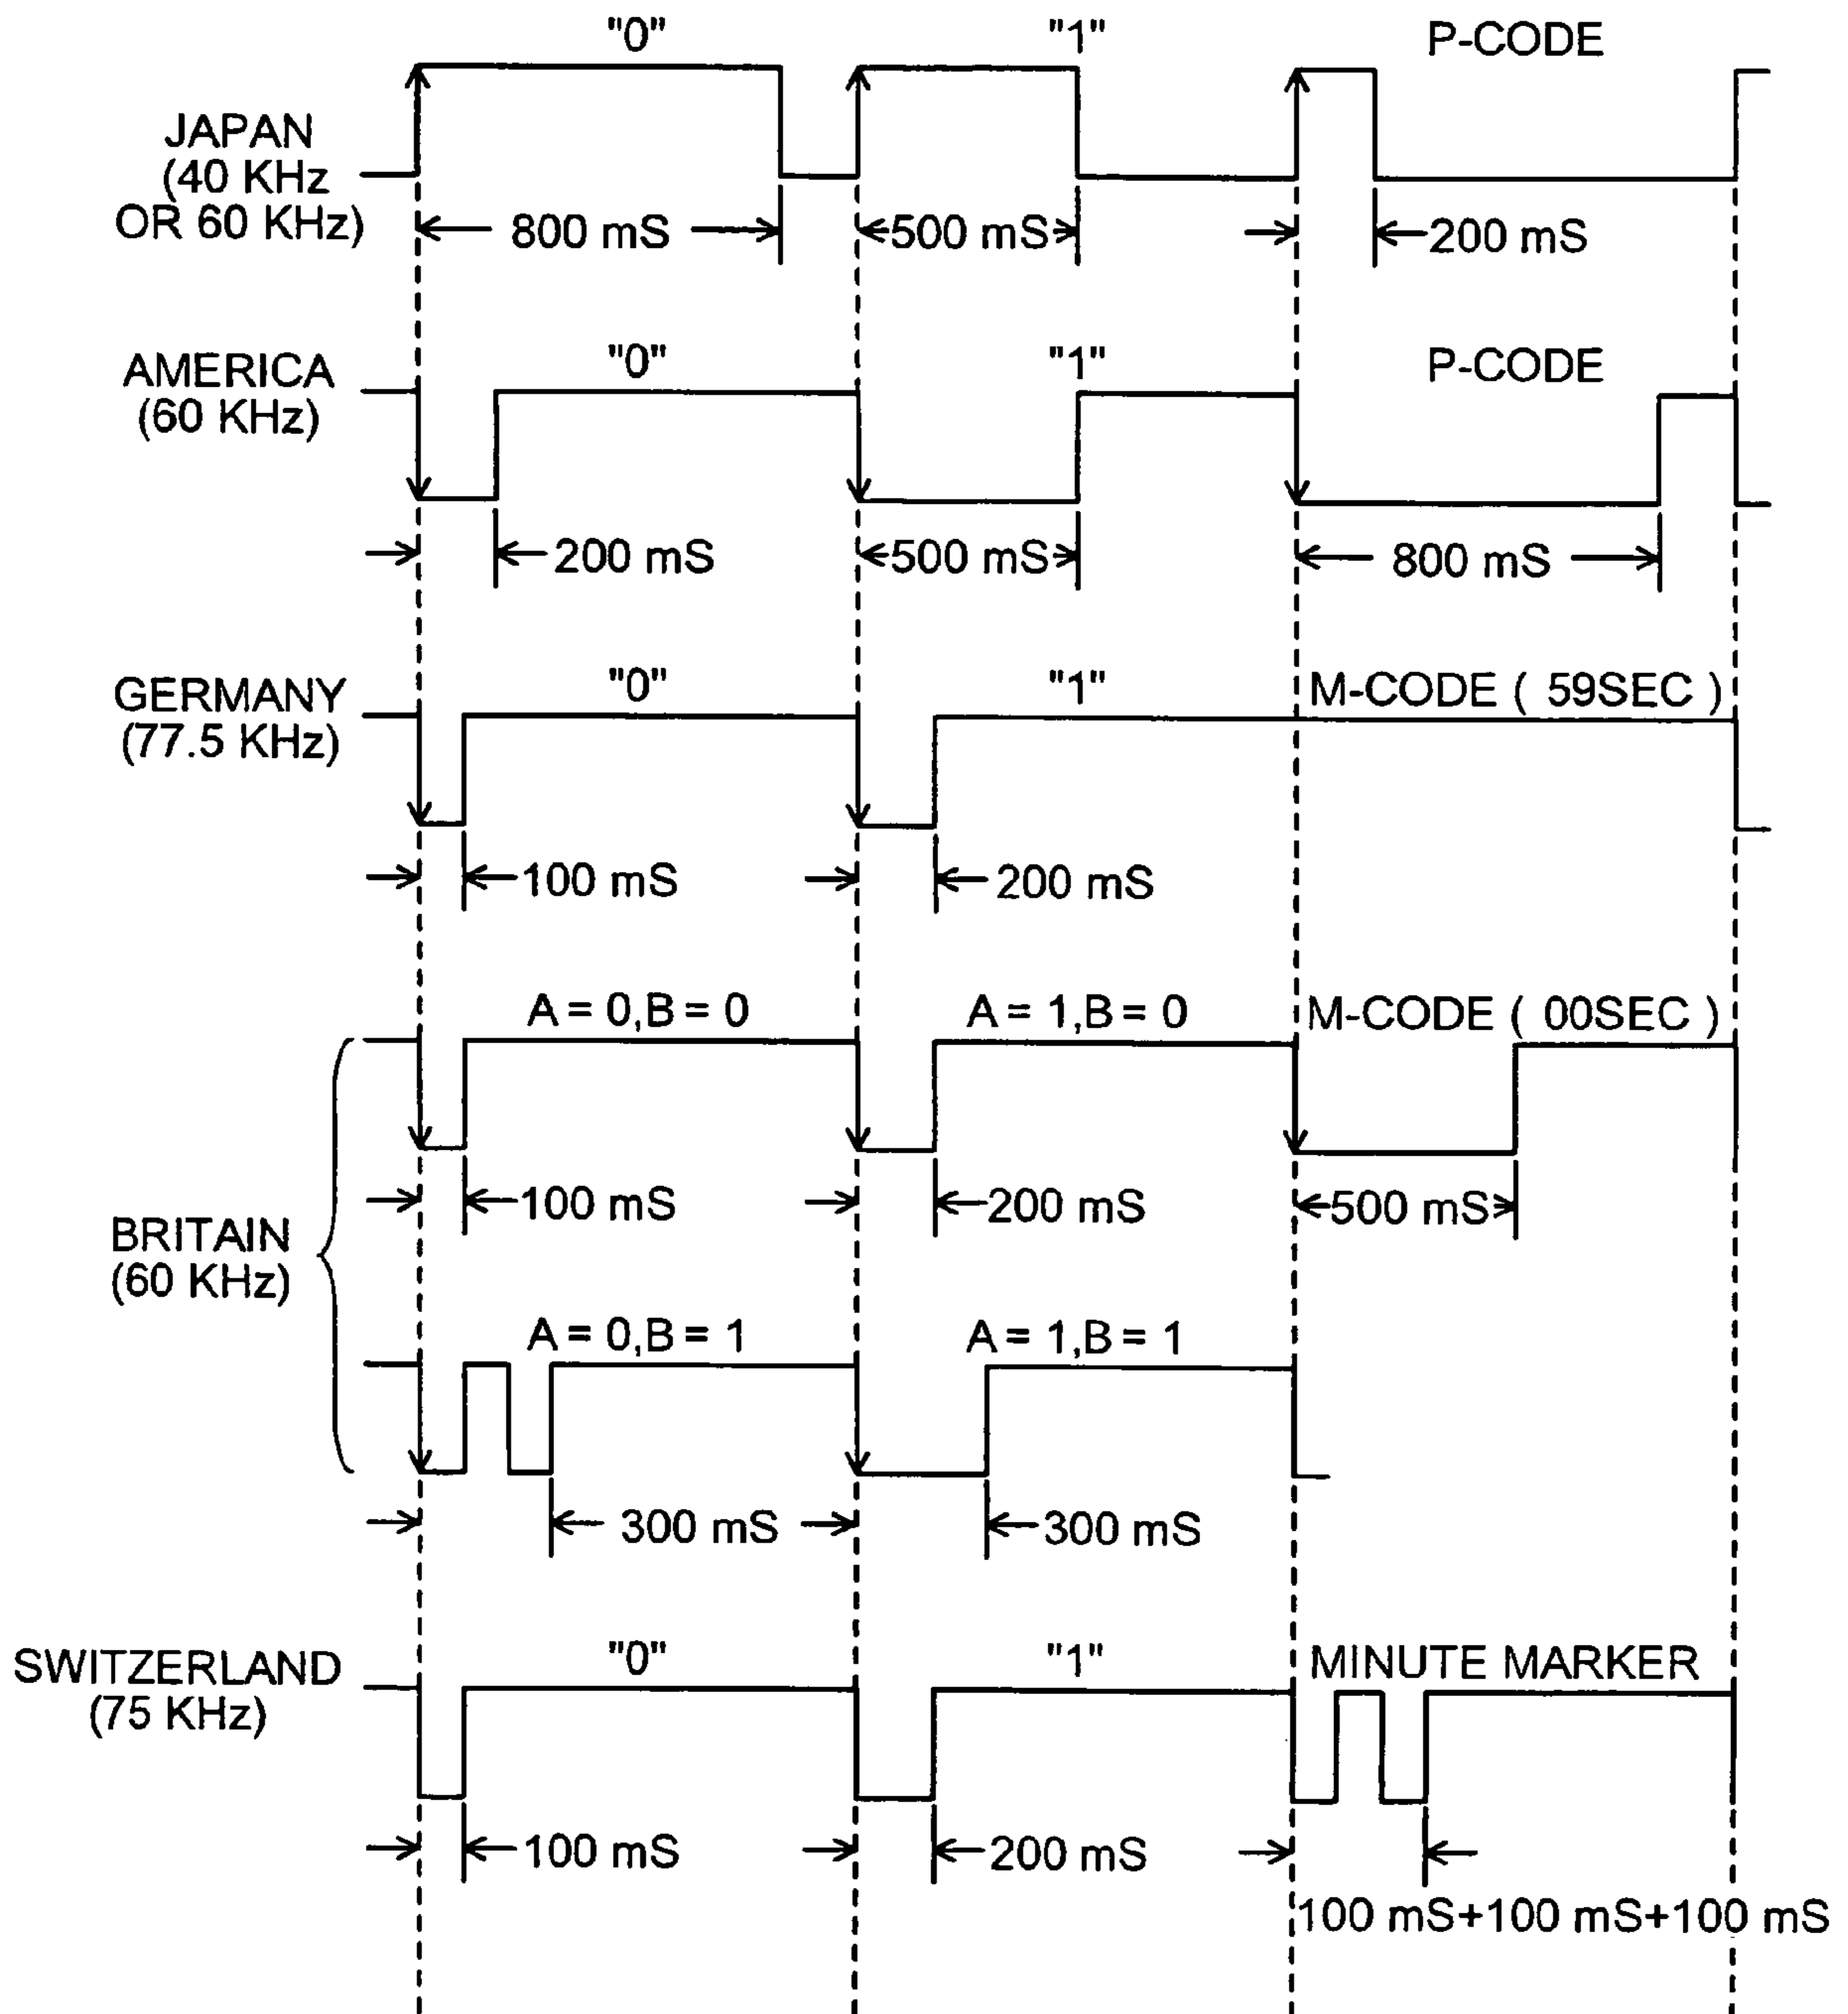 "0" "1" P-CODE
JAPAN
(40 KHz
OR 60 KHz)
800 mS 500 mS 200 mS
"0" "1" P-CODE
AMERICA
(60 KHz)
200 mS 500 mS 800 mS
"0" "1" M-CODE ( 59SEC )
GERMANY
(77.5 KHz)
100 mS 200 mS
A = 0,B = 0 A = 1,B = 0 M-CODE ( 00SEC )
100 mS 200 mS 500 mS
BRITAIN
(60 KHz)
A = 0,B = 1 A = 1,B = 1
300 mS 300 mS
"0" "1" MINUTE MARKER
SWITZERLAND
(75 KHz)
100 mS 200 mS
100 mS+100 mS+100 mS